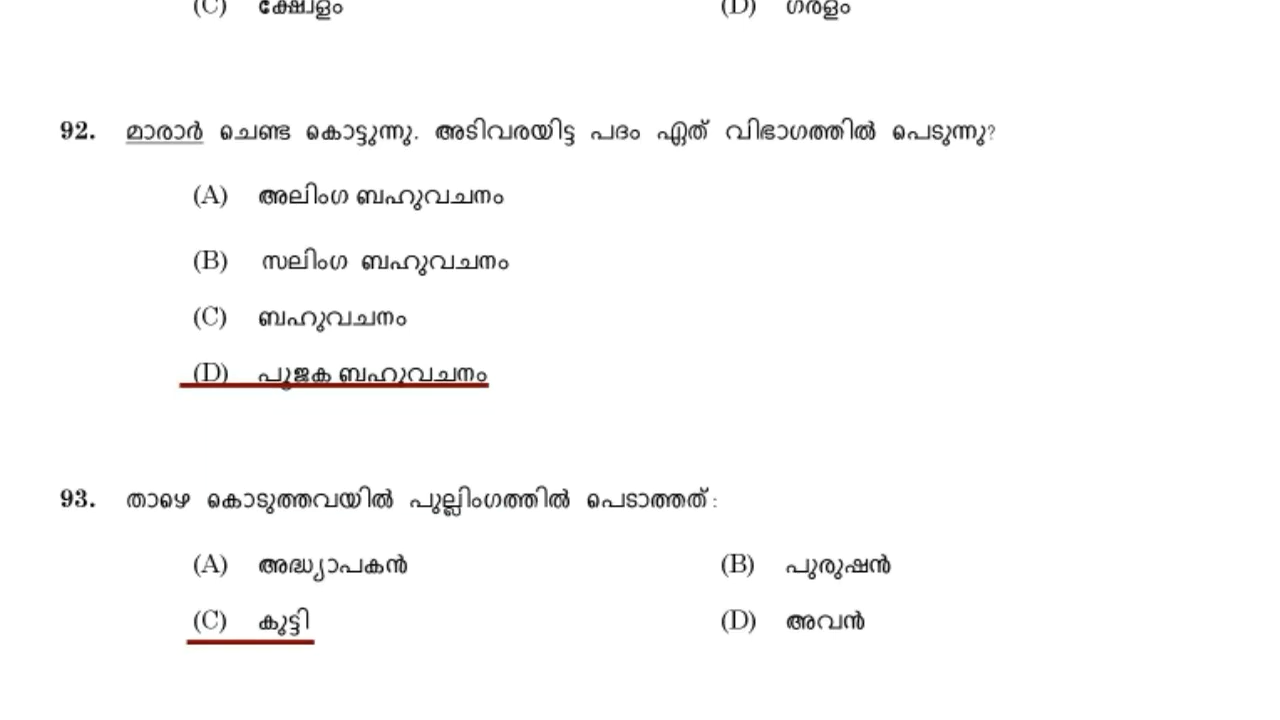 (C) ക്ഷ്വേളം (D) ഗരളം
92. മാരാർ ചെണ്ട കൊട്ടുന്നു. അടിവരയിട്ട പദം ഏത് വിഭാഗത്തിൽ പെടുന്നു?
(A) അലിംഗ ബഹുവചനം
(B) സലിംഗ ബഹുവചനം
(C) ബഹുവചനം
(D) പൂജക ബഹുവചനം
93. താഴെ കൊടുത്തവയിൽ പുല്ലിംഗത്തിൽ പെടാത്തത് :
(A) അദ്ധ്യാപകൻ (B) പുരുഷൻ
(C) കുട്ടി (D) അവൻ